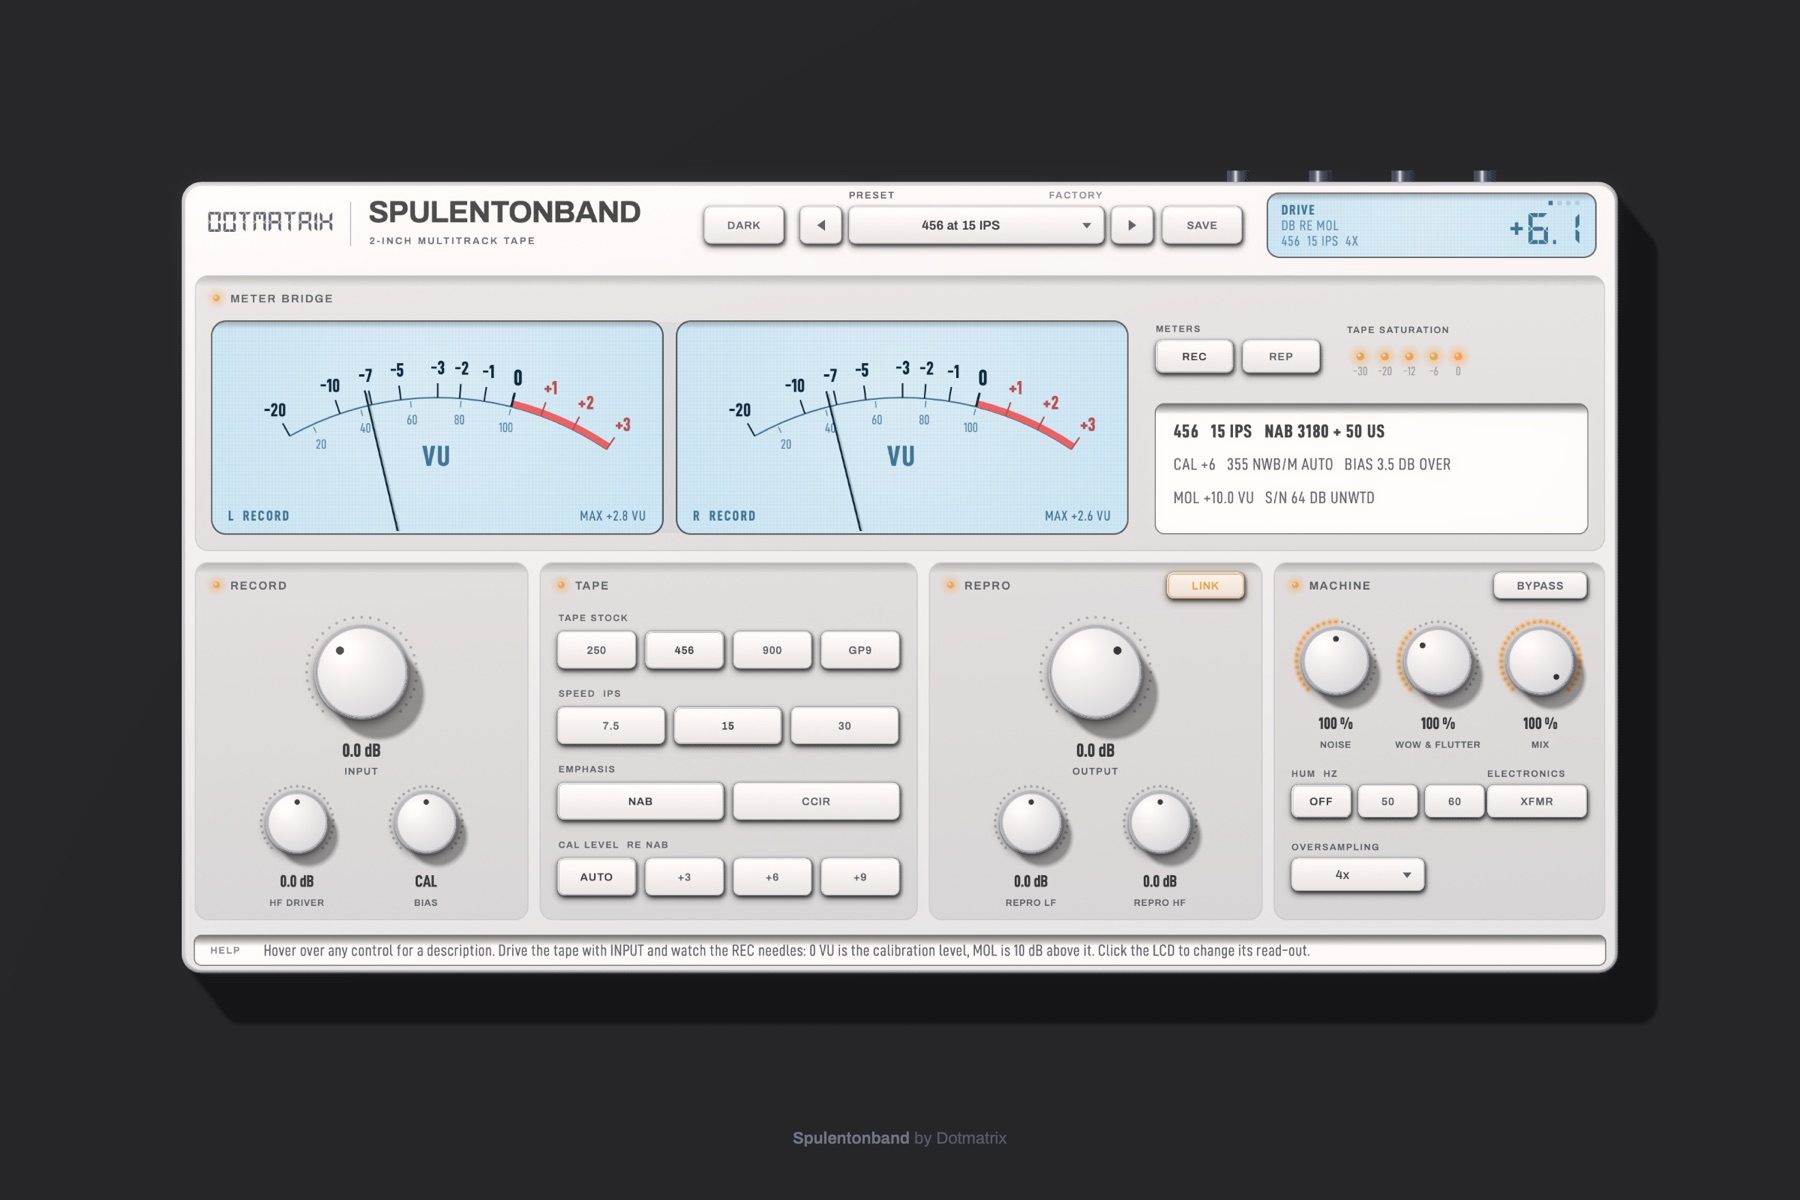 DOTMATRIX
SPULENTONBAND
2-INCH MULTITRACK TAPE
PRESET FACTORY
DARK 456 at 15 IPS SAVE
DRIVE
DB RE MOL
456 15 IPS 4X
+6.1
METER BRIDGE
-20 -10 -7 -5 -3 -2 -1 0 +1 +2 +3
20 40 60 80 100
VU
L RECORD MAX +2.8 VU
-20 -10 -7 -5 -3 -2 -1 0 +1 +2 +3
20 40 60 80 100
VU
R RECORD MAX +2.6 VU
METERS
REC REP
TAPE SATURATION
-30 -20 -12 -6 0
456 15 IPS NAB 3180 + 50 US
CAL +6 355 NWB/M AUTO BIAS 3.5 DB OVER
MOL +10.0 VU S/N 64 DB UNWTD
RECORD
0.0 dB
INPUT
0.0 dB CAL
HF DRIVER BIAS
TAPE
TAPE STOCK
250 456 900 GP9
SPEED IPS
7.5 15 30
EMPHASIS
NAB CCIR
CAL LEVEL RE NAB
AUTO +3 +6 +9
REPRO LINK
0.0 dB
OUTPUT
0.0 dB 0.0 dB
REPRO LF REPRO HF
MACHINE BYPASS
100 % 100 % 100 %
NOISE WOW & FLUTTER MIX
HUM HZ ELECTRONICS
OFF 50 60 XFMR
OVERSAMPLING
4x
HELP Hover over any control for a description. Drive the tape with INPUT and watch the REC needles: 0 VU is the calibration level, MOL is 10 dB above it. Click the LCD to change its read-out.
Spulentonband by Dotmatrix